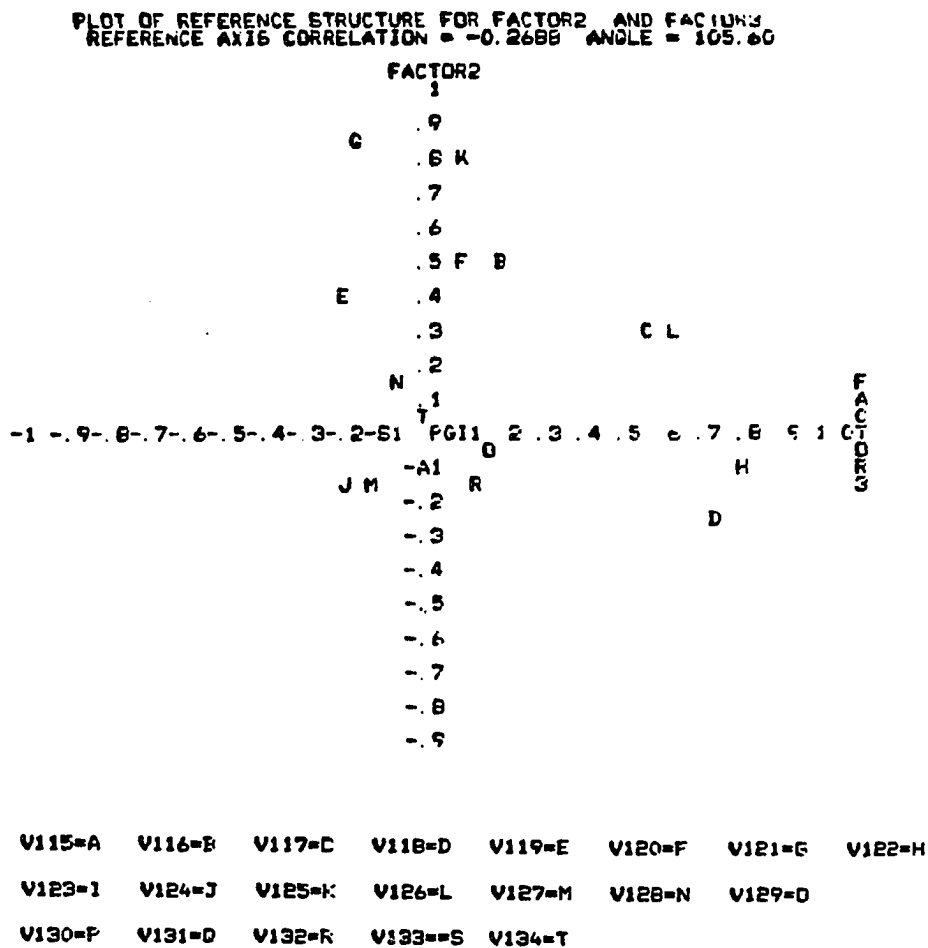 PLOT OF REFERENCE STRUCTURE FOR FACTOR2 AND FACTOR3
REFERENCE AXIS CORRELATION = -0.2688 ANGLE = 105.60
FACTOR2
1
.9
G
.8 K
.7
.6
.5 F B
E .4
.3 C L
.2
N
.1
T
-1 -.9-.8-.7-.6-.5-.4-.3-.2-S1 PGI1 .2 .3 .4 .5 .6 .7 .8 .9 1.0
FACTOR3
-A1 H
J M R
-.2
D
-.3
-.4
-.5
-.6
-.7
-.8
-.9
V115=A V116=B V117=C V118=D V119=E V120=F V121=G V122=H
V123=I V124=J V125=K V126=L V127=M V128=N V129=O
V130=P V131=Q V132=R V133==S V134=T